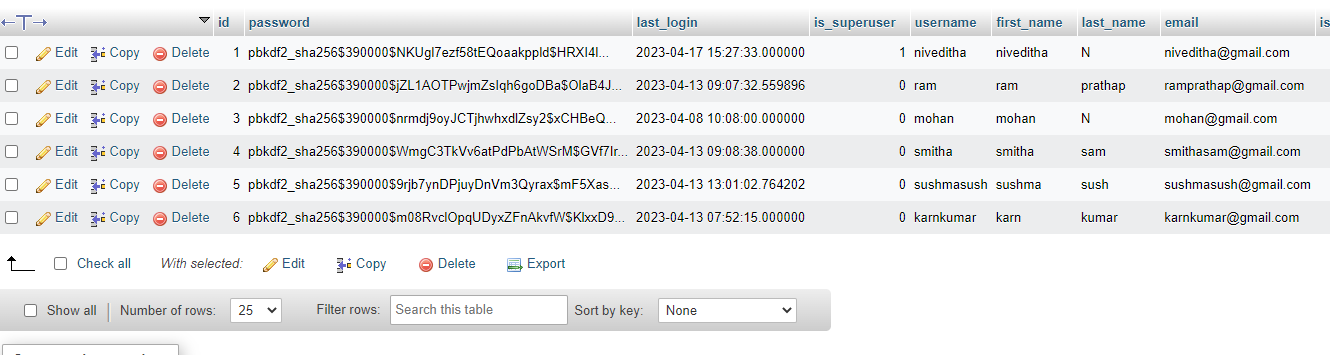 id password last_login is_superuser username first_name last_name email is
Edit Copy Delete 1 pbkdf2_sha256$390000$NKUgl7ezf58tEQoaakppld$HRXI4l... 2023-04-17 15:27:33.000000 1 niveditha niveditha N niveditha@gmail.com
Edit Copy Delete 2 pbkdf2_sha256$390000$jZL1AOTPwjmZsIqh6goDBa$OlaB4J... 2023-04-13 09:07:32.559896 0 ram ram prathap ramprathap@gmail.com
Edit Copy Delete 3 pbkdf2_sha256$390000$nrmdj9oyJCTjhwhxdlZsy2$xCHBeQ... 2023-04-08 10:08:00.000000 0 mohan mohan N mohan@gmail.com
Edit Copy Delete 4 pbkdf2_sha256$390000$WmgC3TkVv6atPdPbAtWSrM$GVf7Ir... 2023-04-13 09:08:38.000000 0 smitha smitha sam smithasam@gmail.com
Edit Copy Delete 5 pbkdf2_sha256$390000$9rjb7ynDPjuyDnVm3Qyrax$mF5Xas... 2023-04-13 13:01:02.764202 0 sushmasush sushma sush sushmasush@gmail.com
Edit Copy Delete 6 pbkdf2_sha256$390000$m08RvclOpqUDyxZFnAkvfW$KlxxD9... 2023-04-13 07:52:15.000000 0 karnkumar karn kumar karnkumar@gmail.com
Check all With selected: Edit Copy Delete Export
Show all Number of rows: 25 Filter rows: Search this table Sort by key: None